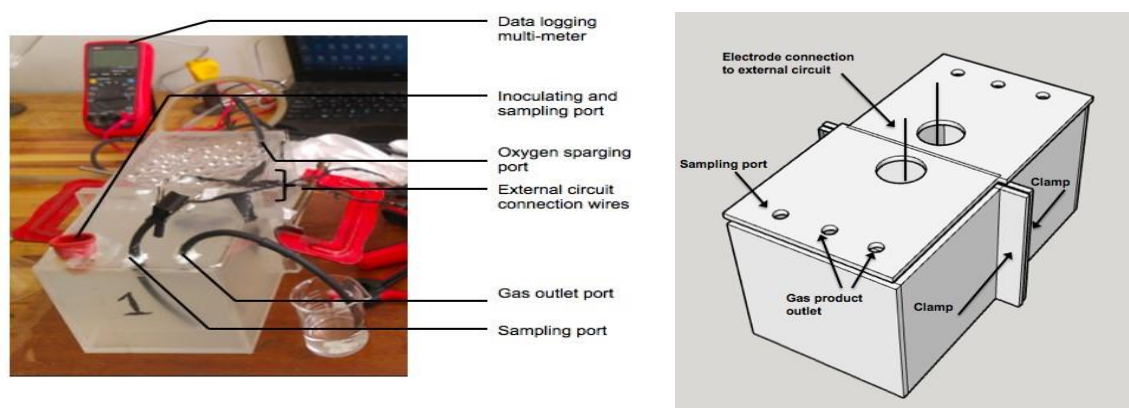 Data logging
multi-meter
Inoculating and
sampling port
Oxygen sparging
port
External circuit
connection wires
Gas outlet port
Sampling port
1
Electrode connection
to external circuit
Sampling port
Clamp
Gas product
outlet
Clamp